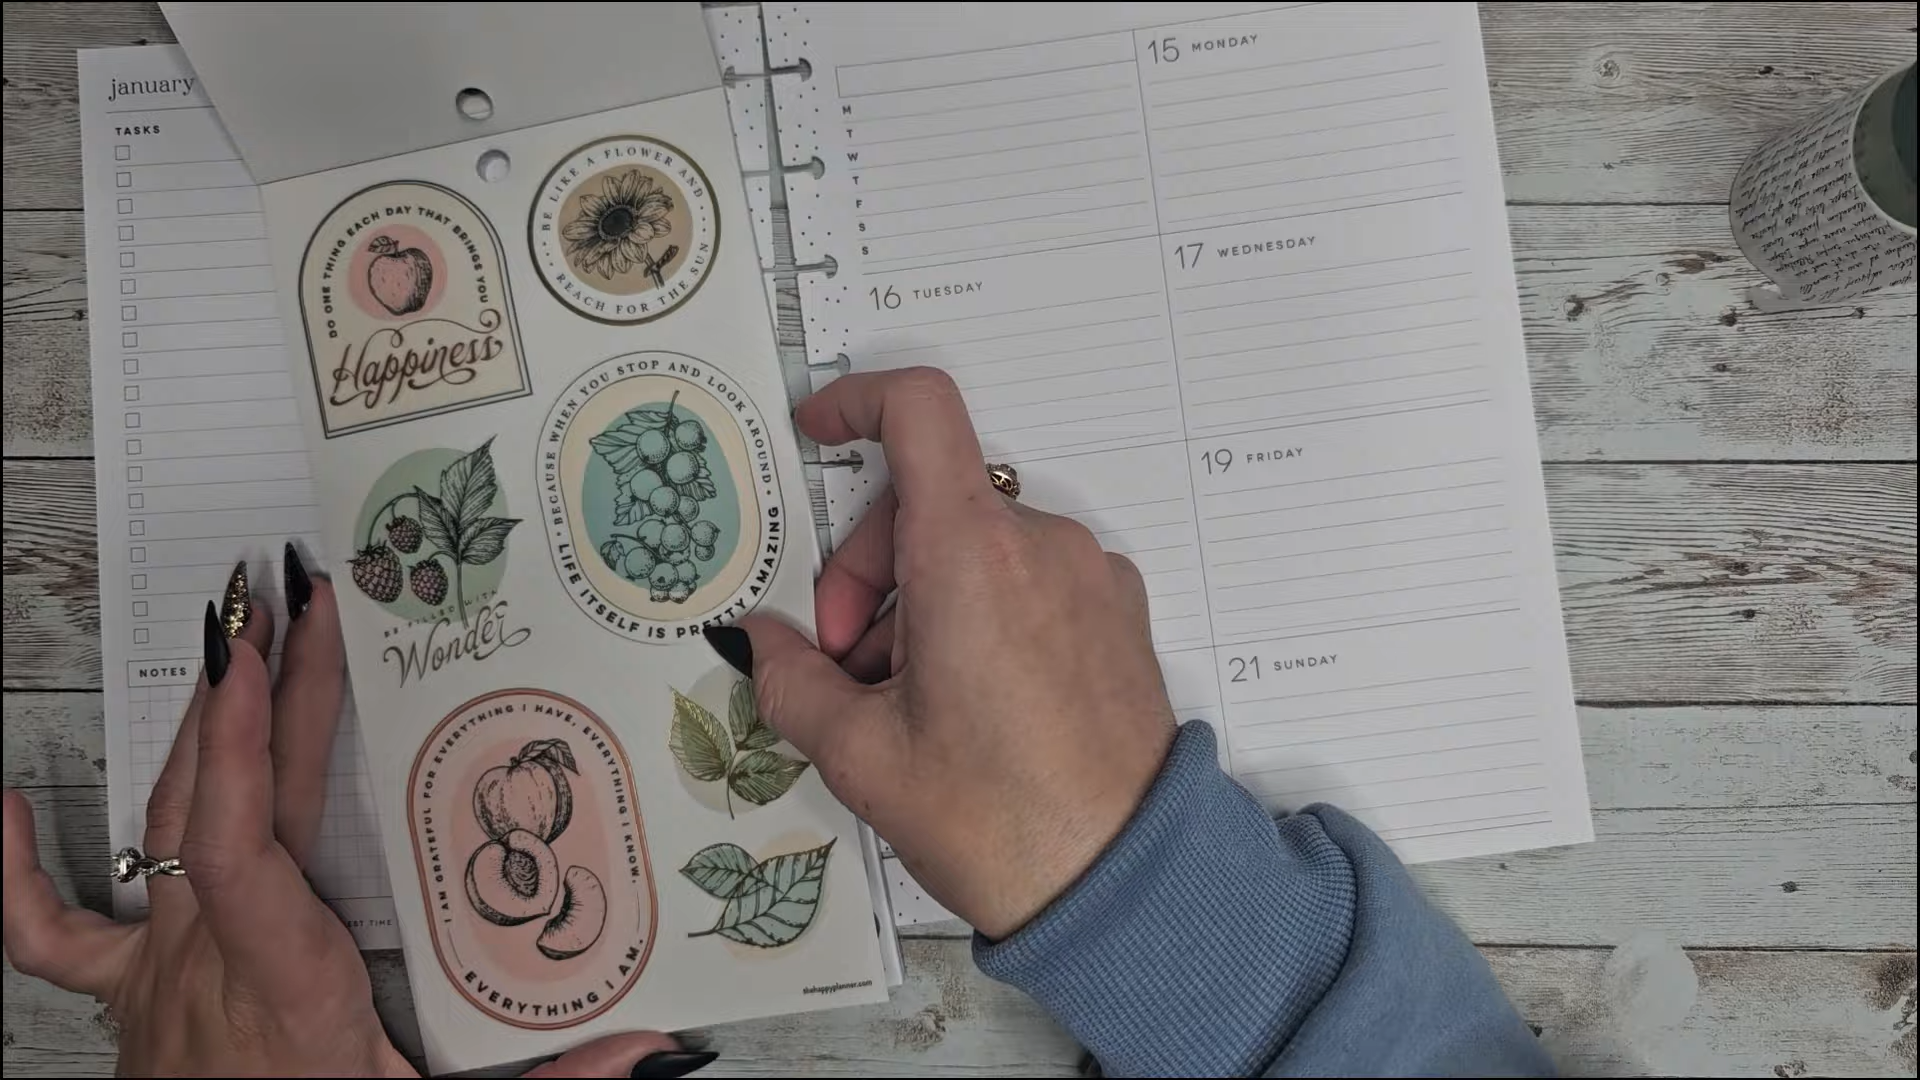 january
TASKS
NOTES
EST TIME
DO ONE THING EACH DAY THAT BRINGS YOU
Happiness
BE LIKE A FLOWER AND
REACH FOR THE SUN
BECAUSE WHEN YOU STOP AND LOOK AROUND
LIFE ITSELF IS PRETTY AMAZING
BE FILLED WITH
Wonder
I AM GRATEFUL FOR EVERYTHING I HAVE, EVERYTHING I KNOW,
EVERYTHING I AM.
thehappyplanner.com
M
T
W
T
F
S
S
15 MONDAY
16 TUESDAY
17 WEDNESDAY
19 FRIDAY
21 SUNDAY